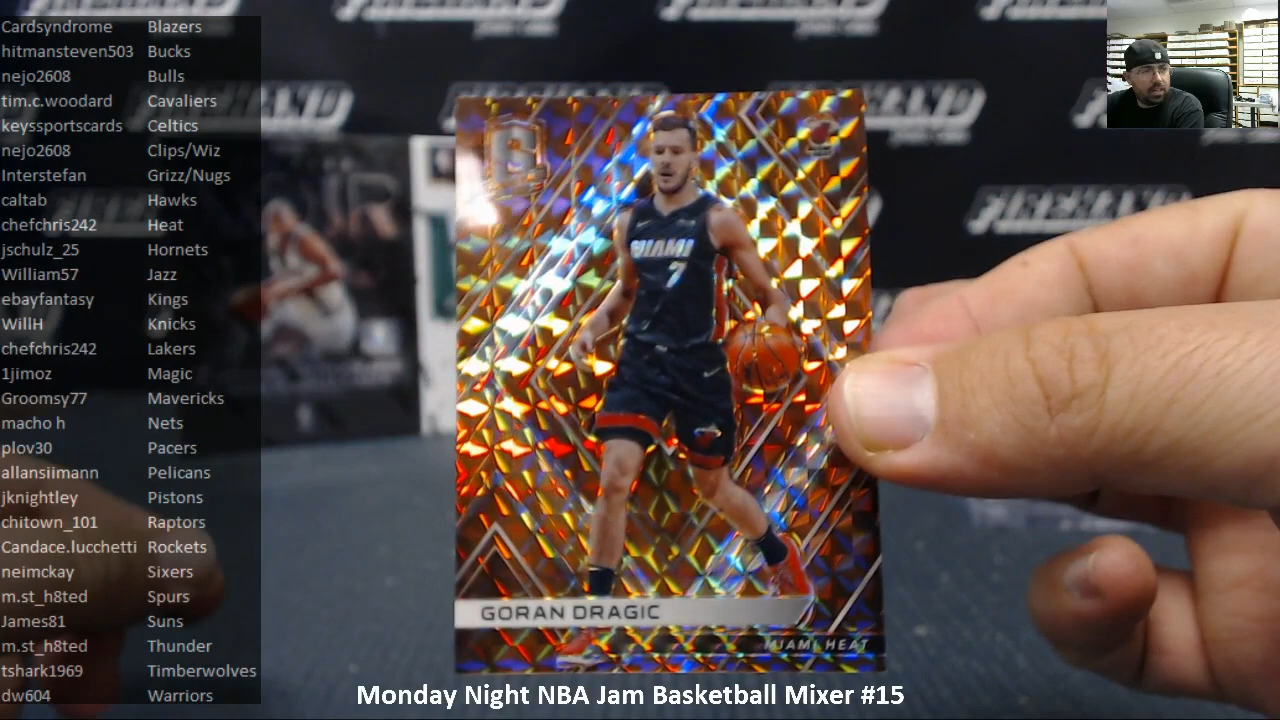 Cardsyndrome Blazers
hitmansteven503 Bucks
nejo2608 Bulls
tim.c.woodard Cavaliers
keyssportscards Celtics
nejo2608 Clips/Wiz
Interstefan Grizz/Nugs
caltab Hawks
chefchris242 Heat
jschulz_25 Hornets
William57 Jazz
ebayfantasy Kings
WillH Knicks
chefchris242 Lakers
1jimoz Magic
Groomsy77 Mavericks
macho h Nets
plov30 Pacers
allansiimann Pelicans
jknightley Pistons
chitown_101 Raptors
Candace.lucchetti Rockets
neimckay Sixers
m.st_h8ted Spurs
James81 Suns
m.st_h8ted Thunder
tshark1969 Timberwolves
dw604 Warriors
MIAMI
7
GORAN DRAGIC
MIAMI HEAT
FIREHAND
Monday Night NBA Jam Basketball Mixer #15